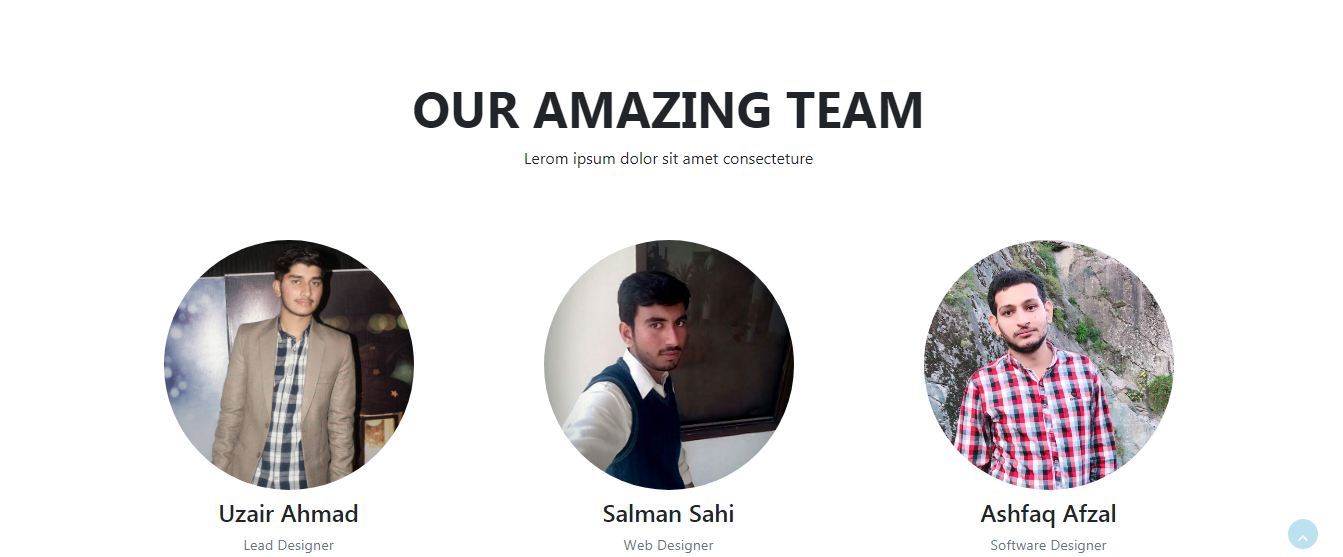 OUR AMAZING TEAM
Lerom ipsum dolor sit amet consecteture
Uzair Ahmad
Salman Sahi
Ashfaq Afzal
Lead Designer
Web Designer
Software Designer